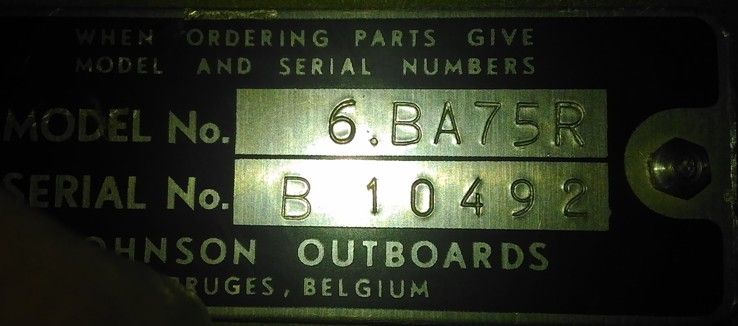 WHEN ORDERING PARTS GIVE
MODEL AND SERIAL NUMBERS
MODEL No. 6.BA75R
SERIAL No. B 10492
OHNSON OUTBOARDS
RUGES, BELGIUM